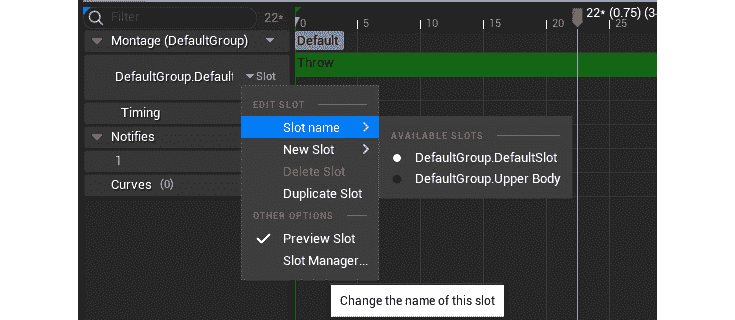 Filter 22*
0 5 10 15 20 22* (0.75) (3 25
Montage (DefaultGroup)
Default
DefaultGroup.Default Slot
Throw
Timing
Notifies
1
Curves (0)
EDIT SLOT
Slot name
New Slot
Delete Slot
Duplicate Slot
OTHER OPTIONS
Preview Slot
Slot Manager...
AVAILABLE SLOTS
DefaultGroup.DefaultSlot
DefaultGroup.Upper Body
Change the name of this slot